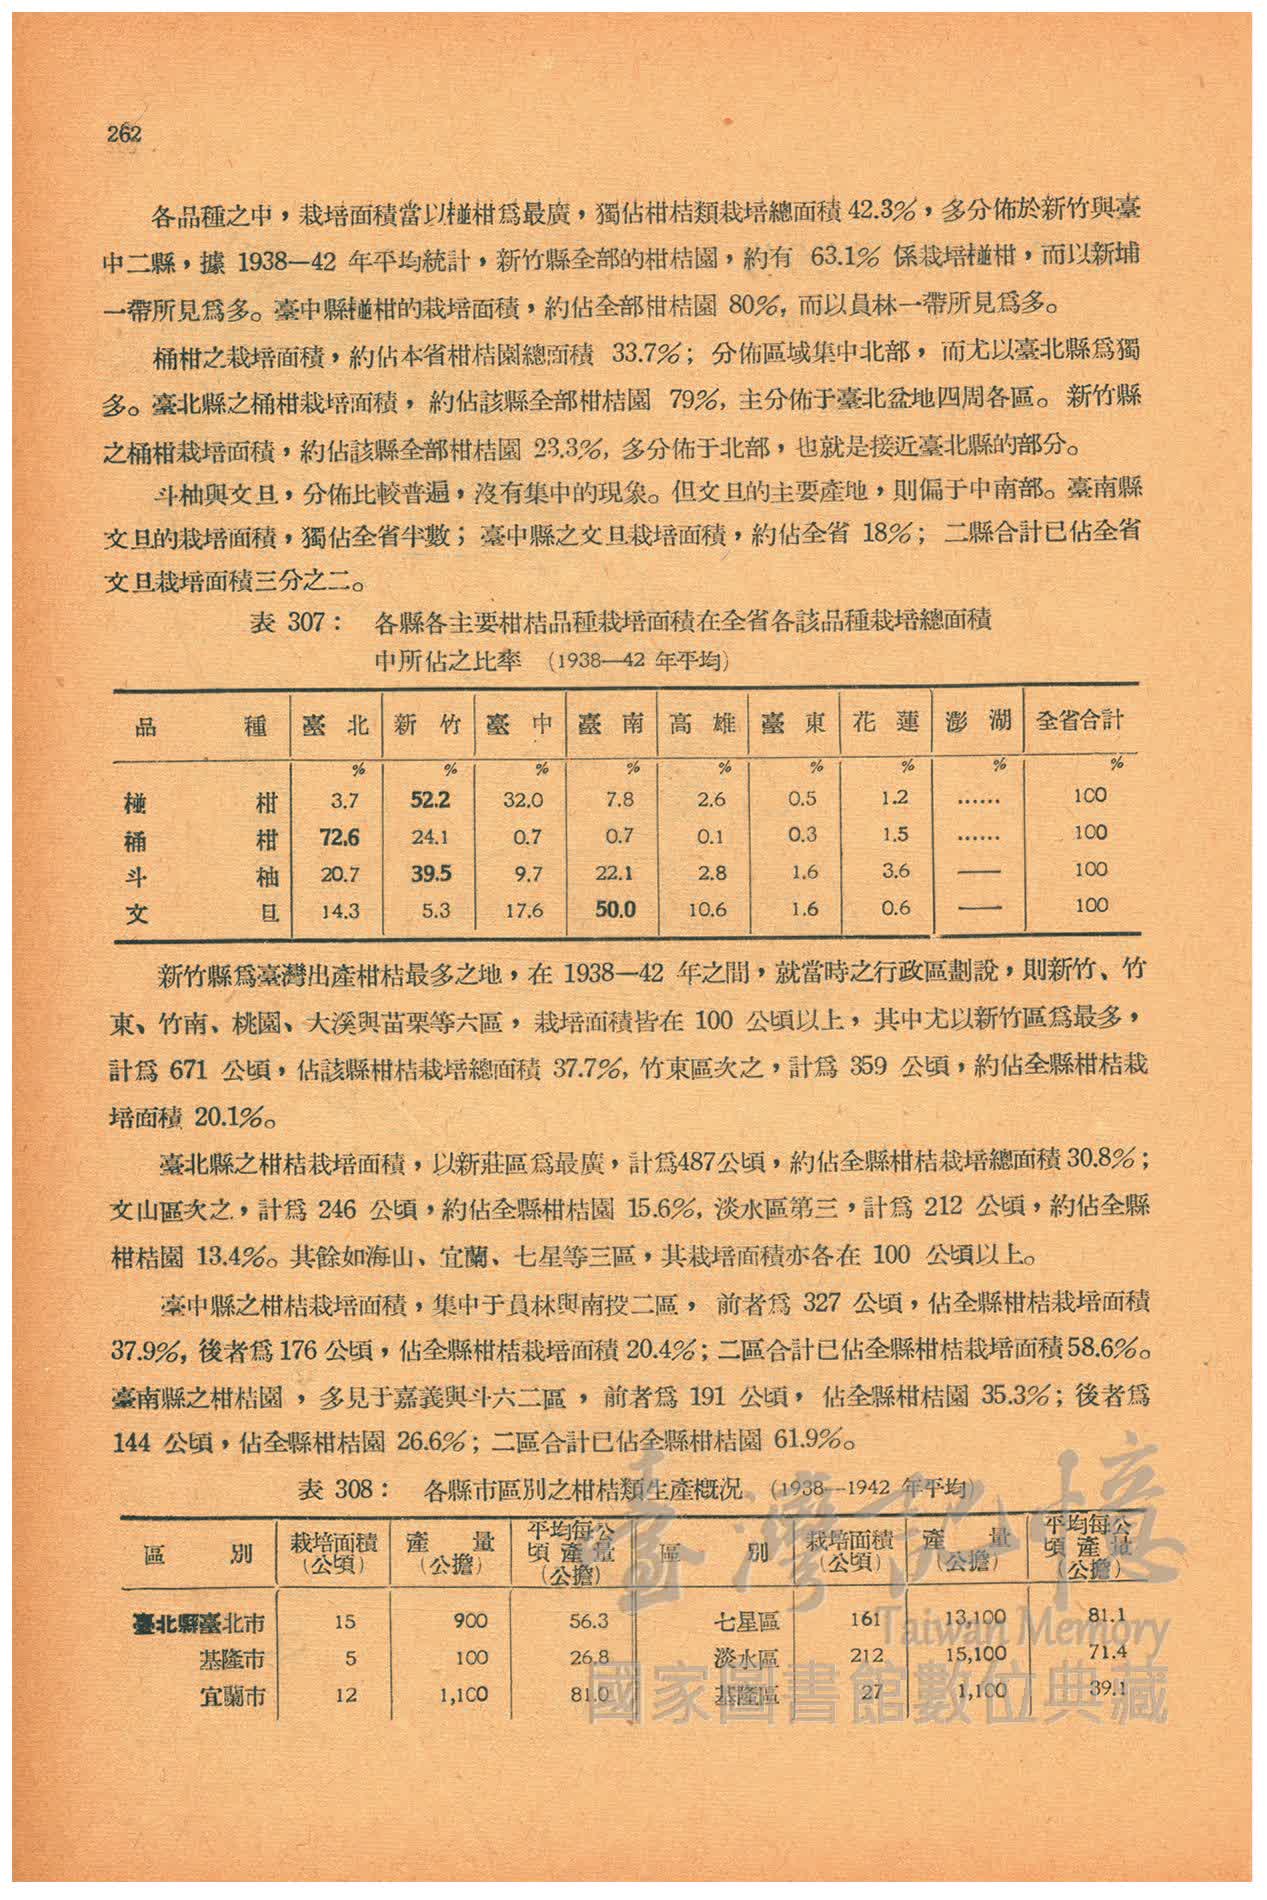 262
各品種之中，栽培面積當以椪柑爲最廣，獨佔柑桔類栽培總面積 42.3%，多分佈於新竹與臺
中二縣，據 1938—42 年平均統計，新竹縣全部的柑桔園，約有 63.1% 係栽培椪柑，而以新埔
一帶所見爲多。臺中縣椪柑的栽培面積，約佔全部柑桔園 80%，而以員林一帶所見爲多。
桶柑之栽培面積，約佔本省柑桔園總面積 33.7%；分佈區域集中北部，而尤以臺北縣爲獨
多。臺北縣之桶柑栽培面積，約佔該縣全部柑桔園 79%，主分佈于臺北盆地四周各區。新竹縣
之桶柑栽培面積，約佔該縣全部柑桔園 23.3%，多分佈于北部，也就是接近臺北縣的部分。
斗柚與文旦，分佈比較普遍，沒有集中的現象。但文旦的主要產地，則偏于中南部。臺南縣
文旦的栽培面積，獨佔全省半數；臺中縣之文旦栽培面積，約佔全省 18%；二縣合計已佔全省
文旦栽培面積三分之二。
表 307： 各縣各主要柑桔品種栽培面積在全省各該品種栽培總面積
中所佔之比率 (1938—42 年平均)
品 種 臺 北 新 竹 臺 中 臺 南 高 雄 臺 東 花 蓮 澎 湖 全省合計
% % % % % % % % %
椪 柑 3.7 52.2 32.0 7.8 2.6 0.5 1.2 …… 100
桶 柑 72.6 24.1 0.7 0.7 0.1 0.3 1.5 …… 100
斗 柚 20.7 39.5 9.7 22.1 2.8 1.6 3.6 — 100
文 旦 14.3 5.3 17.6 50.0 10.6 1.6 0.6 — 100
新竹縣爲臺灣出產柑桔最多之地，在 1938—42 年之間，就當時之行政區劃說，則新竹、竹
東、竹南、桃園、大溪與苗栗等六區，栽培面積皆在 100 公頃以上，其中尤以新竹區爲最多，
計爲 671 公頃，佔該縣柑桔栽培總面積 37.7%，竹東區次之，計爲 359 公頃，約佔全縣柑桔栽
培面積 20.1%。
臺北縣之柑桔栽培面積，以新莊區爲最廣，計爲487公頃，約佔全縣柑桔栽培總面積30.8%；
文山區次之，計爲 246 公頃，約佔全縣柑桔園 15.6%，淡水區第三，計爲 212 公頃，約佔全縣
柑桔園 13.4%。其餘如海山、宜蘭、七星等三區，其栽培面積亦各在 100 公頃以上。
臺中縣之柑桔栽培面積，集中于員林與南投二區，前者爲 327 公頃，佔全縣柑桔栽培面積
37.9%，後者爲 176 公頃，佔全縣柑桔栽培面積 20.4%；二區合計已佔全縣柑桔栽培面積58.6%。
臺南縣之柑桔園，多見于嘉義與斗六二區，前者爲 191 公頃，佔全縣柑桔園 35.3%；後者爲
144 公頃，佔全縣柑桔園 26.6%；二區合計已佔全縣柑桔園 61.9%。
表 308： 各縣市區別之柑桔類生產概況 (1938—1942 年平均)
區 別 栽培面積(公頃) 產 量(公擔) 平均每公頃產量(公擔) 區 別 栽培面積(公頃) 產 量(公擔) 平均每公頃產量(公擔)
臺北縣臺北市 15 900 56.3 七星區 161 13,100 81.1
基隆市 5 100 26.8 淡水區 212 15,100 71.4
宜蘭市 12 1,100 81.0 基隆區 27 1,100 39.1
臺灣記憶
Taiwan Memory
國家圖書館數位典藏